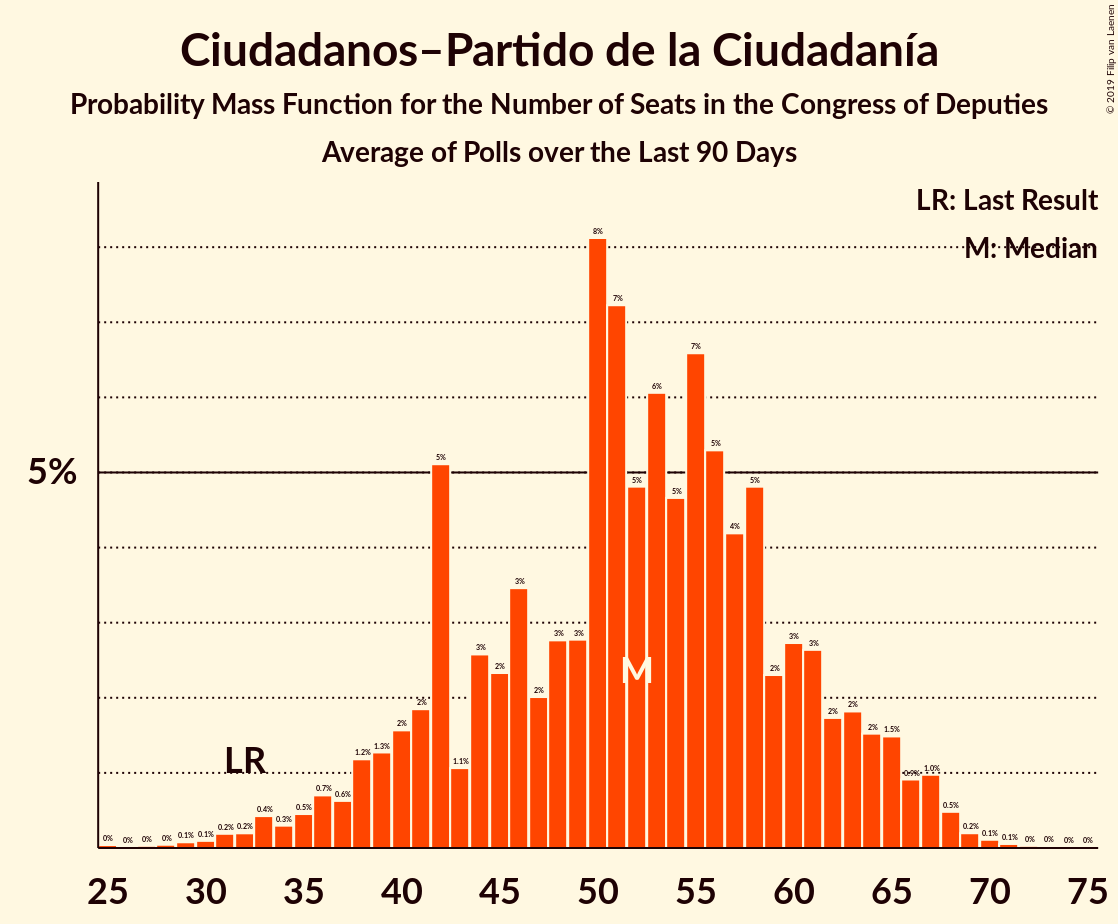 Ciudadanos–Partido de la Ciudadanía
Probability Mass Function for the Number of Seats in the Congress of Deputies
Average of Polls over the Last 90 Days
© 2019 Filip van Laenen
LR: Last Result
M: Median
5%
LR
M
0% 0% 0% 0% 0.1% 0.1% 0.2% 0.2% 0.4% 0.3% 0.5% 0.7% 0.6% 1.2% 1.3% 2% 2% 5% 1.1% 3% 2% 3% 2% 3% 3% 8% 7% 5% 6% 5% 7% 5% 4% 5% 2% 3% 3% 2% 2% 2% 1.5% 0.9% 1.0% 0.5% 0.2% 0.1% 0.1% 0% 0% 0% 0%
25 30 35 40 45 50 55 60 65 70 75